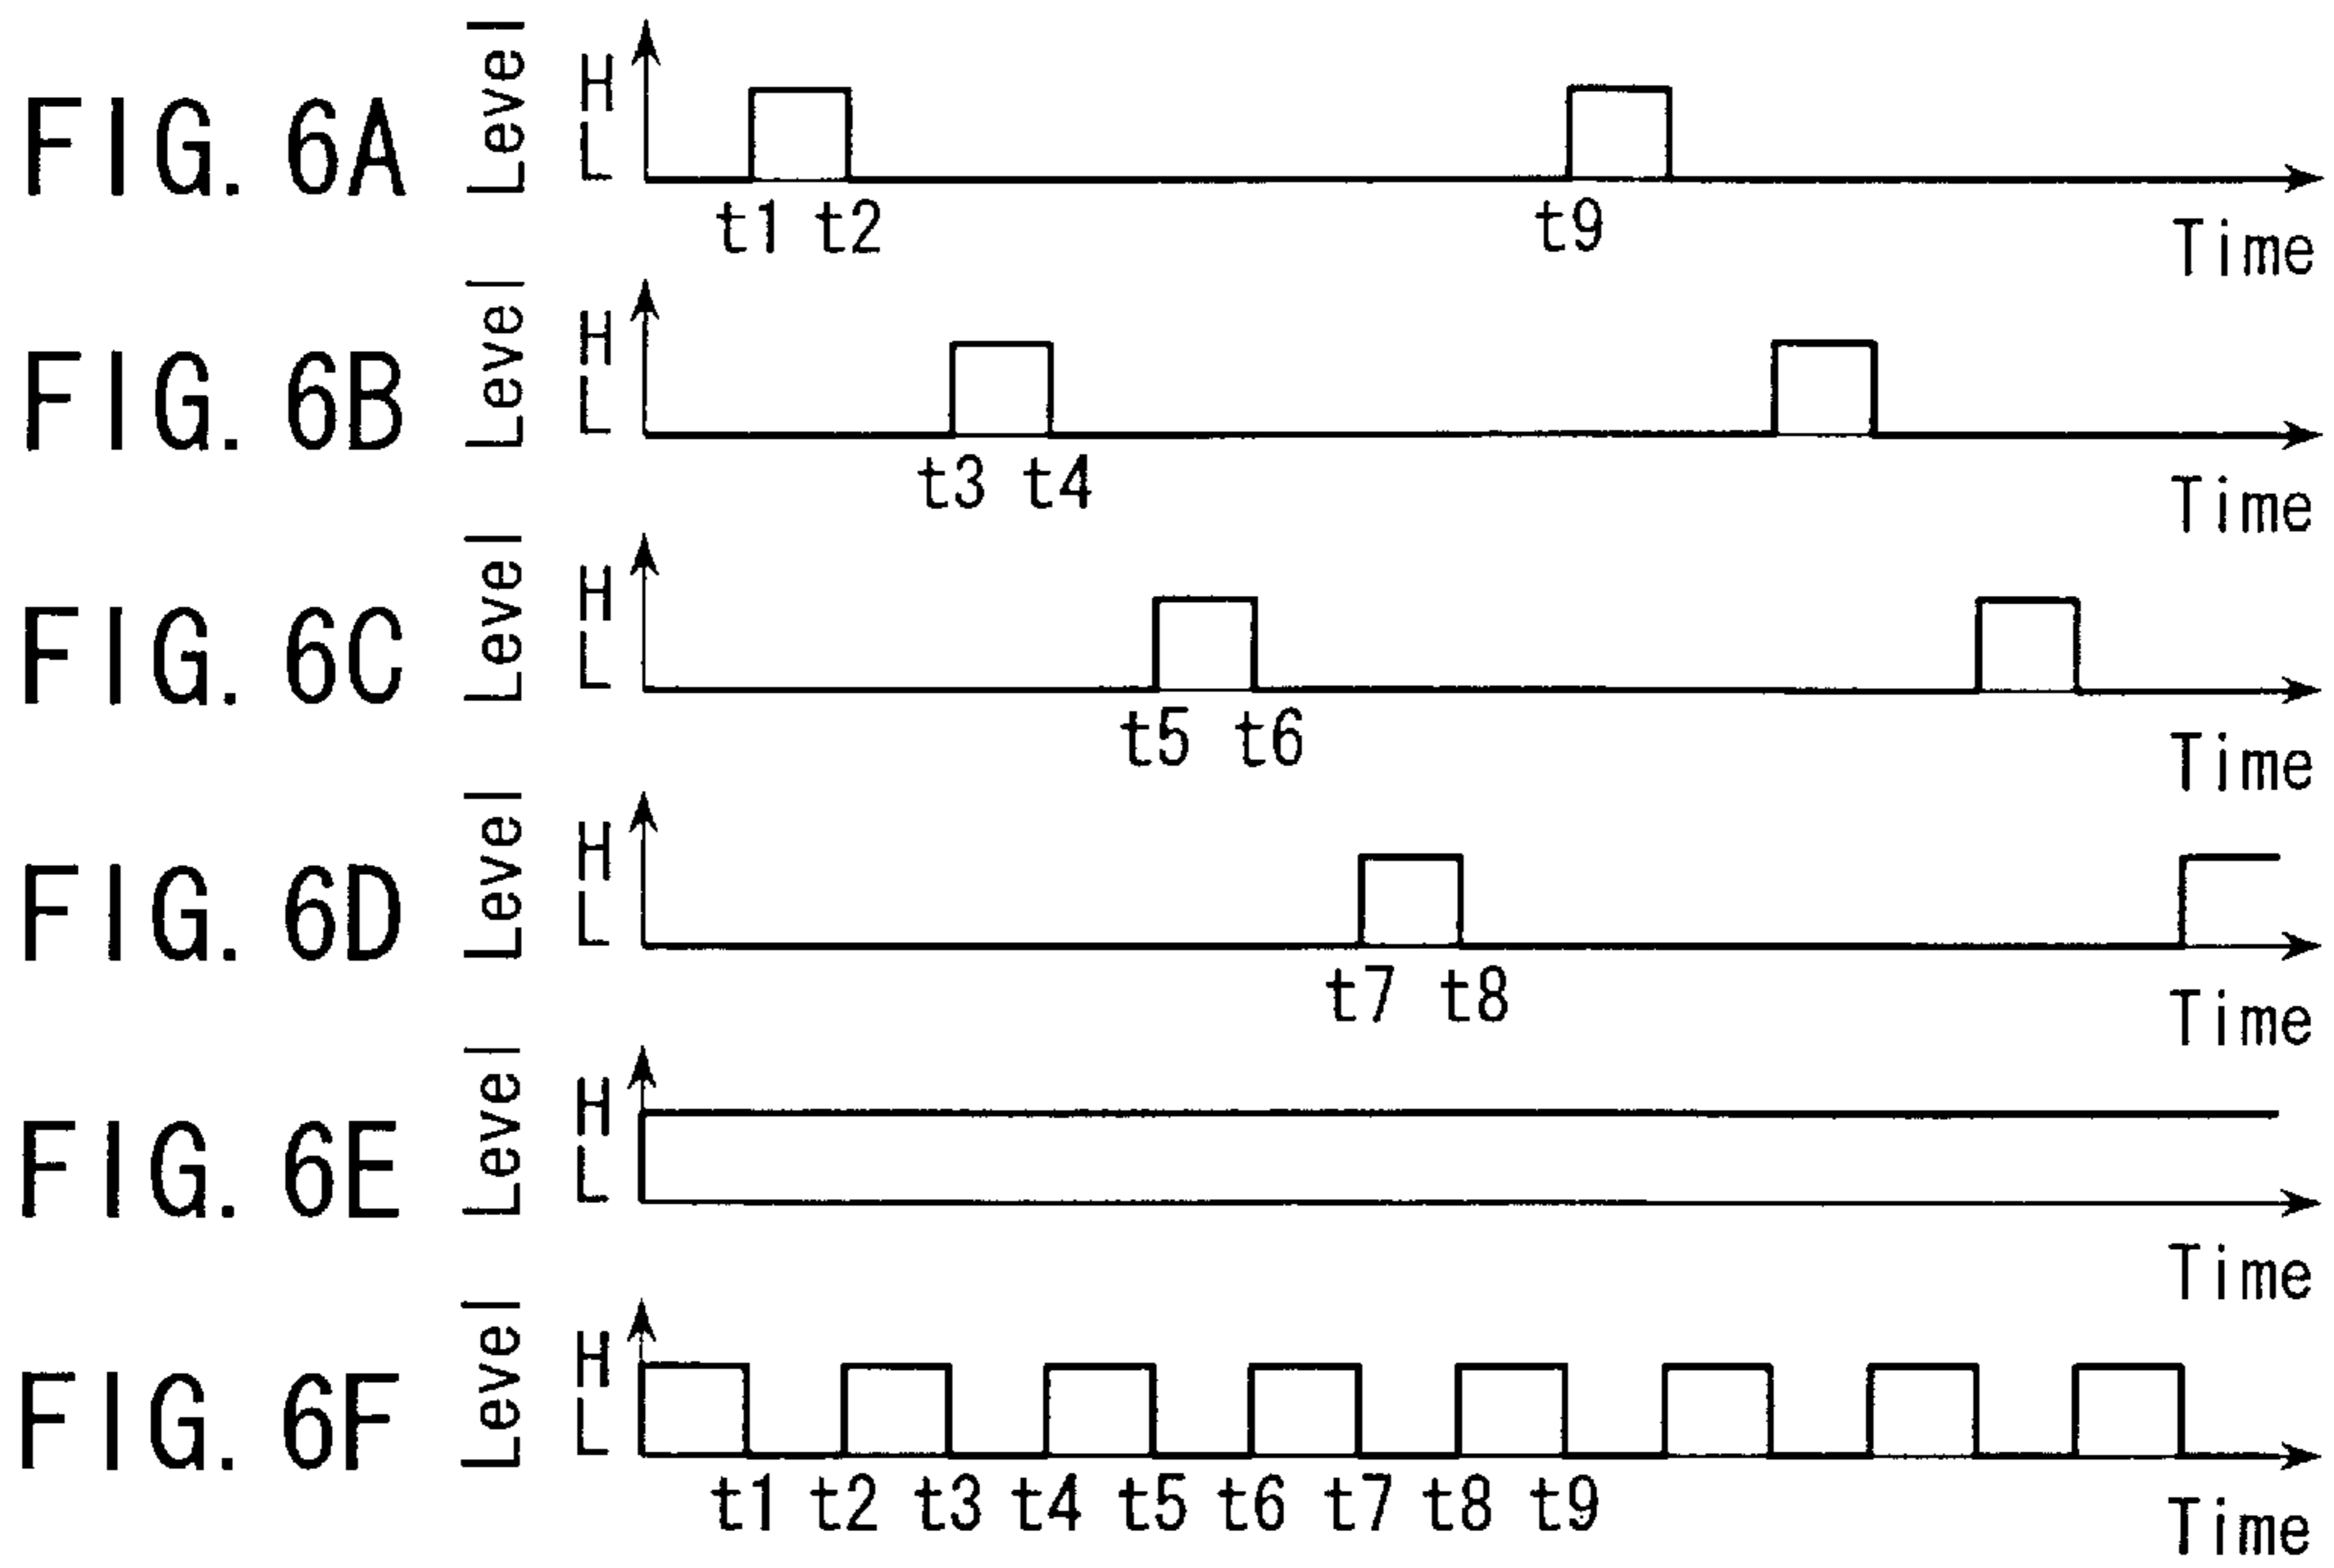 FIG. 6A
Level
H
L
t1 t2 t9
Time
FIG. 6B
Level
H
L
t3 t4
Time
FIG. 6C
Level
H
L
t5 t6
Time
FIG. 6D
Level
H
L
t7 t8
Time
FIG. 6E
Level
H
L
Time
FIG. 6F
Level
H
L
t1 t2 t3 t4 t5 t6 t7 t8 t9
Time